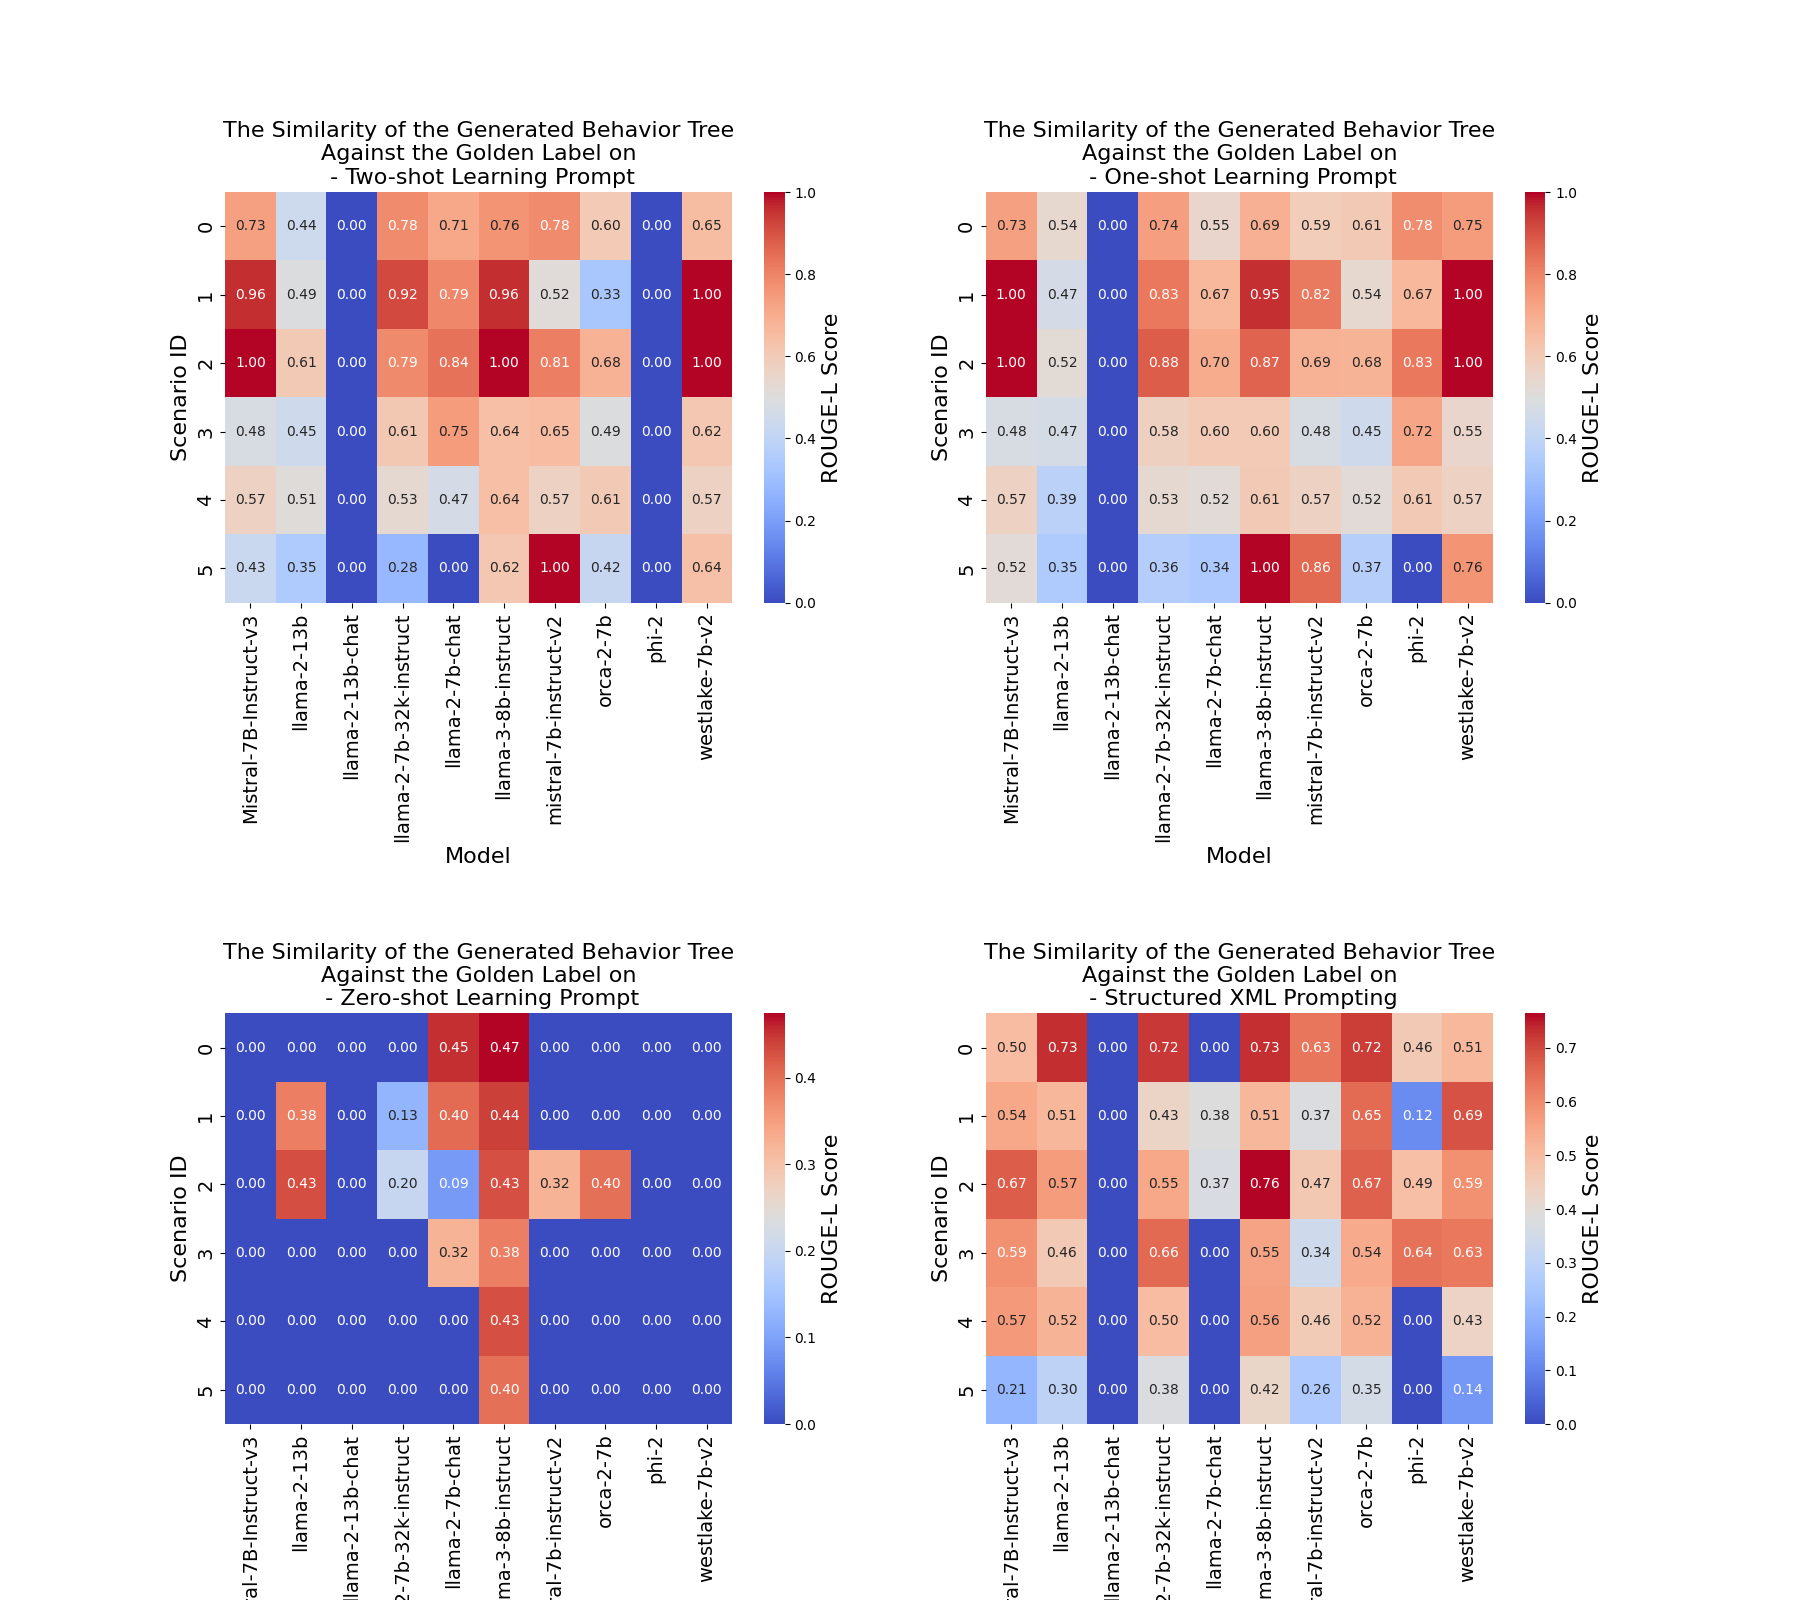 The Similarity of the Generated Behavior Tree
Against the Golden Label on
- Two-shot Learning Prompt
Scenario ID
0 0.73 0.44 0.00 0.78 0.71 0.76 0.78 0.60 0.00 0.65
1 0.96 0.49 0.00 0.92 0.79 0.96 0.52 0.33 0.00 1.00
2 1.00 0.61 0.00 0.79 0.84 1.00 0.81 0.68 0.00 1.00
3 0.48 0.45 0.00 0.61 0.75 0.64 0.65 0.49 0.00 0.62
4 0.57 0.51 0.00 0.53 0.47 0.64 0.57 0.61 0.00 0.57
5 0.43 0.35 0.00 0.28 0.00 0.62 1.00 0.42 0.00 0.64
Mistral-7B-Instruct-v3
llama-2-13b
llama-2-13b-chat
llama-2-7b-32k-instruct
llama-2-7b-chat
llama-3-8b-instruct
mistral-7b-instruct-v2
orca-2-7b
phi-2
westlake-7b-v2
Model
1.0
0.8
0.6
0.4
0.2
0.0
ROUGE-L Score
The Similarity of the Generated Behavior Tree
Against the Golden Label on
- One-shot Learning Prompt
Scenario ID
0 0.73 0.54 0.00 0.74 0.55 0.69 0.59 0.61 0.78 0.75
1 1.00 0.47 0.00 0.83 0.67 0.95 0.82 0.54 0.67 1.00
2 1.00 0.52 0.00 0.88 0.70 0.87 0.69 0.68 0.83 1.00
3 0.48 0.47 0.00 0.58 0.60 0.60 0.48 0.45 0.72 0.55
4 0.57 0.39 0.00 0.53 0.52 0.61 0.57 0.52 0.61 0.57
5 0.52 0.35 0.00 0.36 0.34 1.00 0.86 0.37 0.00 0.76
Mistral-7B-Instruct-v3
llama-2-13b
llama-2-13b-chat
llama-2-7b-32k-instruct
llama-2-7b-chat
llama-3-8b-instruct
mistral-7b-instruct-v2
orca-2-7b
phi-2
westlake-7b-v2
Model
1.0
0.8
0.6
0.4
0.2
0.0
ROUGE-L Score
The Similarity of the Generated Behavior Tree
Against the Golden Label on
- Zero-shot Learning Prompt
Scenario ID
0 0.00 0.00 0.00 0.00 0.45 0.47 0.00 0.00 0.00 0.00
1 0.00 0.38 0.00 0.13 0.40 0.44 0.00 0.00 0.00 0.00
2 0.00 0.43 0.00 0.20 0.09 0.43 0.32 0.40 0.00 0.00
3 0.00 0.00 0.00 0.00 0.32 0.38 0.00 0.00 0.00 0.00
4 0.00 0.00 0.00 0.00 0.00 0.43 0.00 0.00 0.00 0.00
5 0.00 0.00 0.00 0.00 0.00 0.40 0.00 0.00 0.00 0.00
ral-7B-Instruct-v3
llama-2-13b
llama-2-13b-chat
2-7b-32k-instruct
llama-2-7b-chat
ma-3-8b-instruct
ral-7b-instruct-v2
orca-2-7b
phi-2
westlake-7b-v2
0.4
0.3
0.2
0.1
0.0
ROUGE-L Score
The Similarity of the Generated Behavior Tree
Against the Golden Label on
- Structured XML Prompting
Scenario ID
0 0.50 0.73 0.00 0.72 0.00 0.73 0.63 0.72 0.46 0.51
1 0.54 0.51 0.00 0.43 0.38 0.51 0.37 0.65 0.12 0.69
2 0.67 0.57 0.00 0.55 0.37 0.76 0.47 0.67 0.49 0.59
3 0.59 0.46 0.00 0.66 0.00 0.55 0.34 0.54 0.64 0.63
4 0.57 0.52 0.00 0.50 0.00 0.56 0.46 0.52 0.00 0.43
5 0.21 0.30 0.00 0.38 0.00 0.42 0.26 0.35 0.00 0.14
ral-7B-Instruct-v3
llama-2-13b
llama-2-13b-chat
2-7b-32k-instruct
llama-2-7b-chat
ma-3-8b-instruct
ral-7b-instruct-v2
orca-2-7b
phi-2
westlake-7b-v2
0.7
0.6
0.5
0.4
0.3
0.2
0.1
0.0
ROUGE-L Score